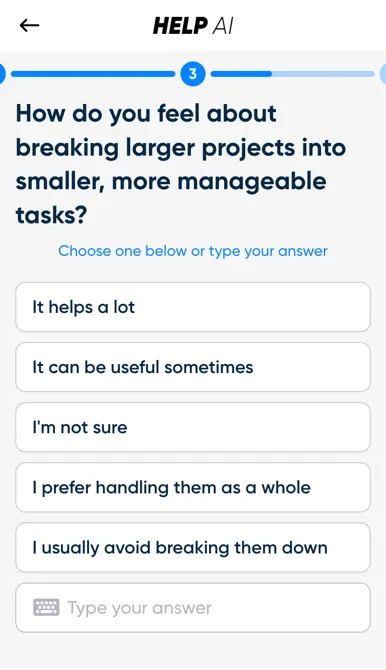 HELP AI
3
How do you feel about
breaking larger projects into
smaller, more manageable
tasks?
Choose one below or type your answer
It helps a lot
It can be useful sometimes
I'm not sure
I prefer handling them as a whole
I usually avoid breaking them down
Type your answer